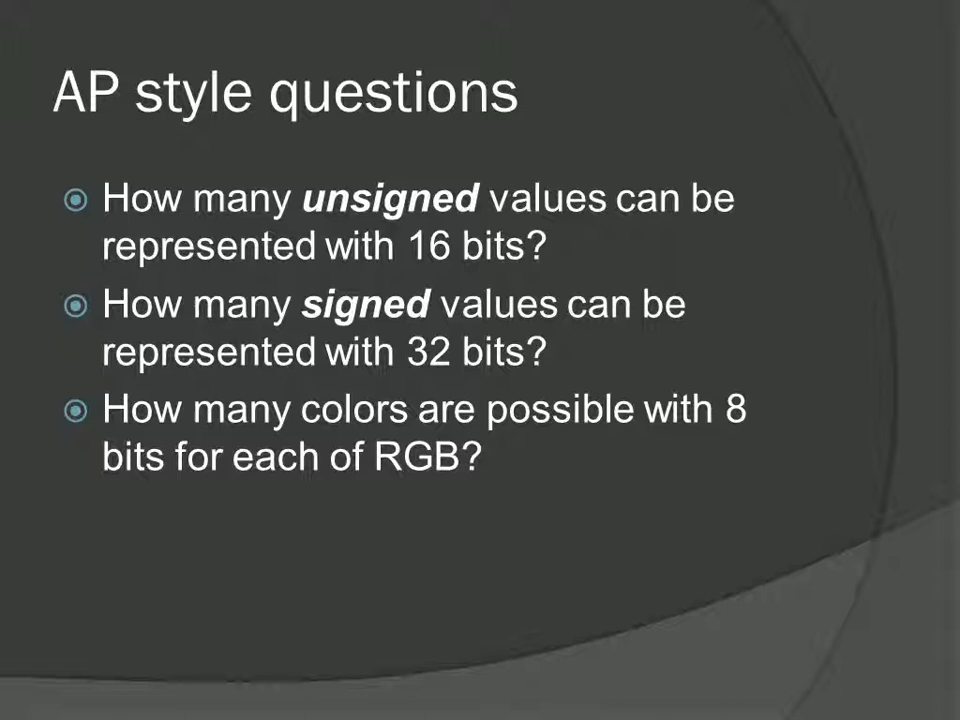 AP style questions
How many unsigned values can be
represented with 16 bits?
How many signed values can be
represented with 32 bits?
How many colors are possible with 8
bits for each of RGB?